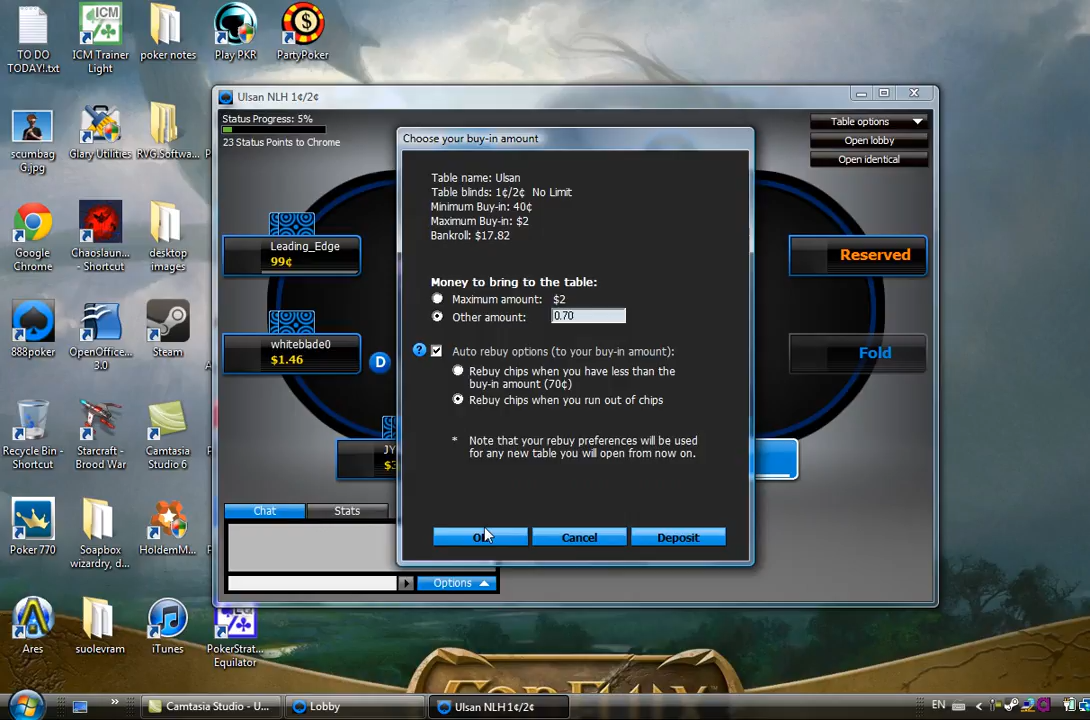 TO DO
TODAY!.txt
ICM
ICM Trainer
Light
poker notes
Play PKR
PartyPoker
scumbag
g.jpg
Glary Utilities
RVG.Softwa...
Google
Chrome
Chaoslaun...
- Shortcut
desktop
images
888poker
OpenOffice...
3.0
Steam
Recycle Bin -
Shortcut
Starcraft -
Brood War
Camtasia
Studio 6
Poker 770
Soapbox
wizardry, d...
HoldemM...
Ares
suolevram
iTunes
PokerStrat...
Equilator
Ulsan NLH 1¢/2¢
Status Progress: 5%
23 Status Points to Chrome
Table options
Open lobby
Open identical
Leading_Edge
99¢
whiteblade0
$1.46
D
JY
Reserved
Fold
Choose your buy-in amount
Table name: Ulsan
Table blinds: 1¢/2¢ No Limit
Minimum Buy-in: 40¢
Maximum Buy-in: $2
Bankroll: $17.82
Money to bring to the table:
Maximum amount: $2
Other amount: 0.70
? Auto rebuy options (to your buy-in amount):
Rebuy chips when you have less than the
buy-in amount (70¢)
Rebuy chips when you run out of chips
* Note that your rebuy preferences will be used
for any new table you will open from now on.
Cancel
Deposit
Chat
Stats
Options
Camtasia Studio - U...
Lobby
Ulsan NLH 1¢/2¢
EN